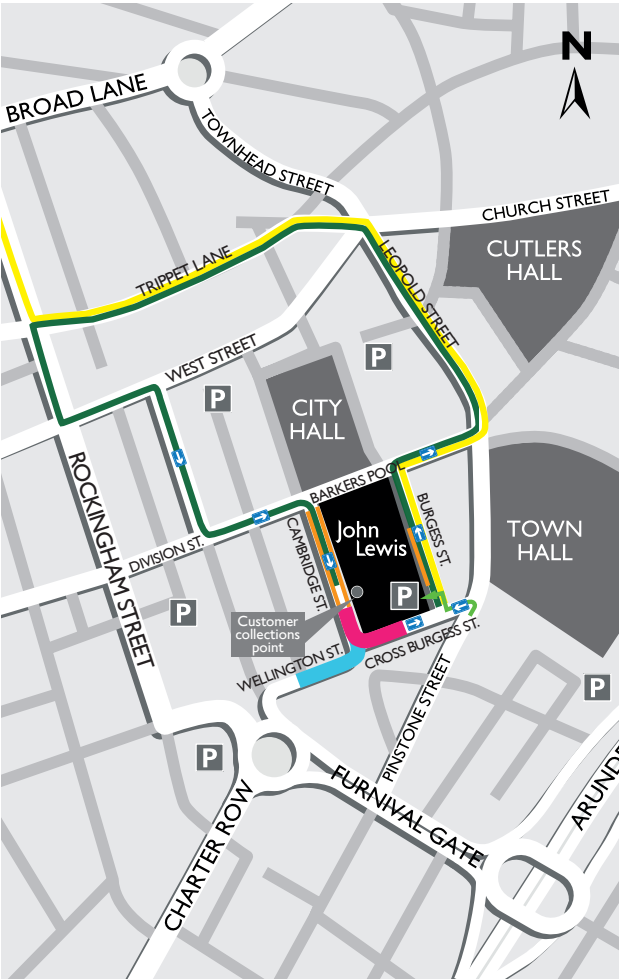 N
BROAD LANE
TOWNHEAD STREET
CHURCH STREET
CUTLERS
HALL
TRIPPET LANE
LEOPOLD STREET
WEST STREET
P
P
CITY
HALL
BARKERS POOL
ROCKINGHAM STREET
DIVISION ST.
CAMBRIDGE ST.
John
Lewis
BURGESS ST.
TOWN
HALL
P
P
Customer
collections
point
WELLINGTON ST.
CROSS BURGESS ST.
PINSTONE STREET
P
P
FURNIVAL GATE
CHARTER ROW
ARUNDE